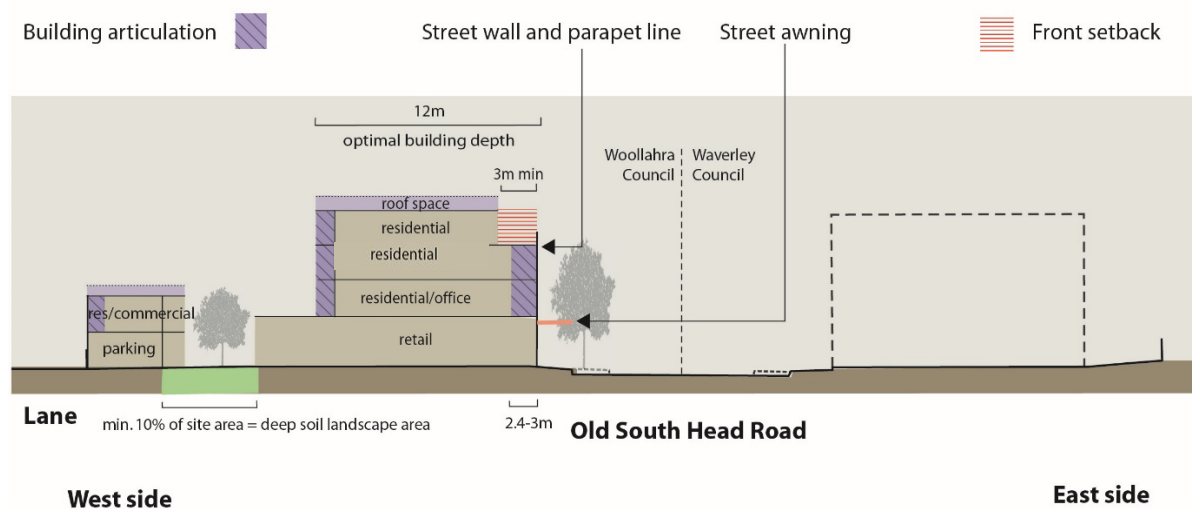 Building articulation
Street wall and parapet line
Street awning
Front setback
12m
optimal building depth
3m min
Woollahra
Council
Waverley
Council
roof space
residential
residential
residential/office
retail
res/commercial
parking
Lane
min. 10% of site area = deep soil landscape area
2.4-3m
Old South Head Road
West side
East side